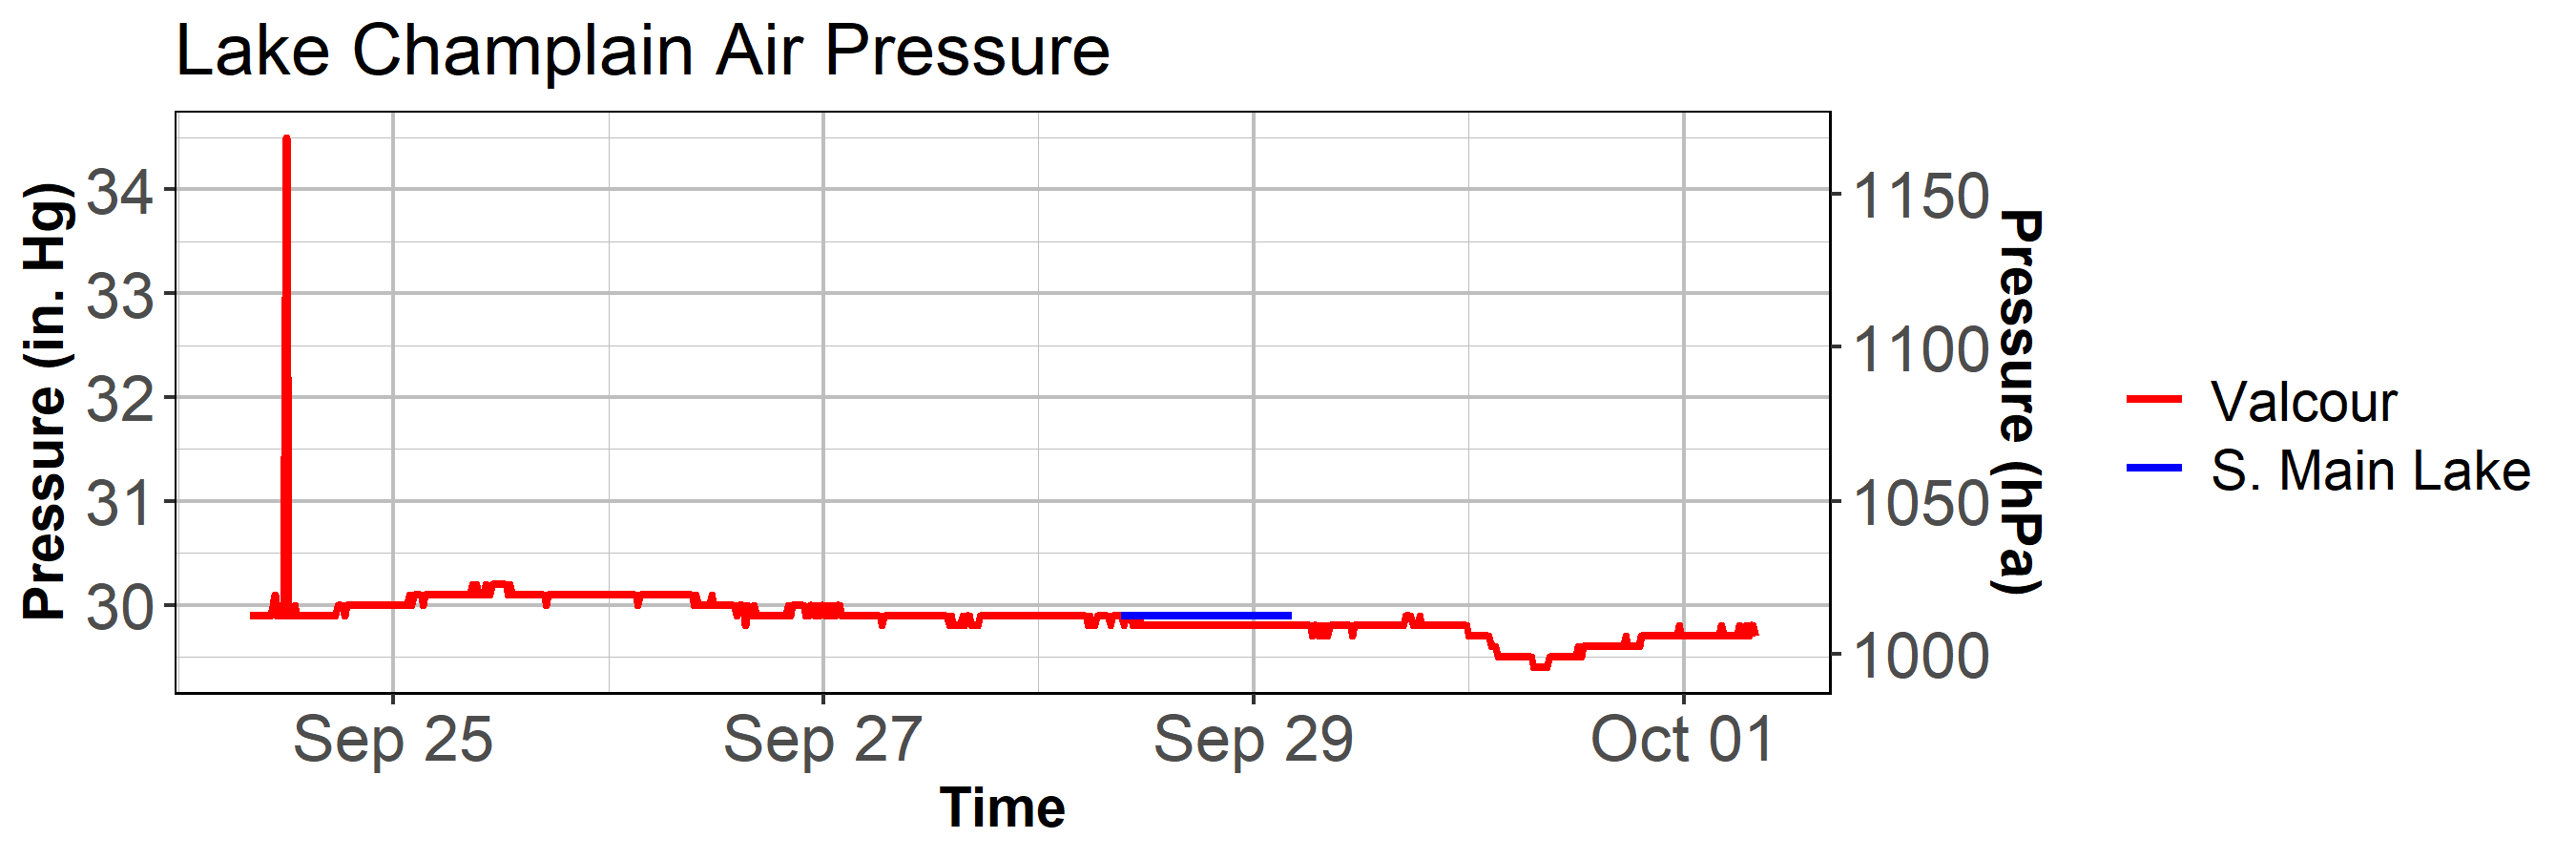 Lake Champlain Air Pressure
Pressure (in. Hg)
34
33
32
31
30
1150
1100
1050
1000
Pressure (hPa)
Valcour
S. Main Lake
Sep 25
Sep 27
Sep 29
Oct 01
Time